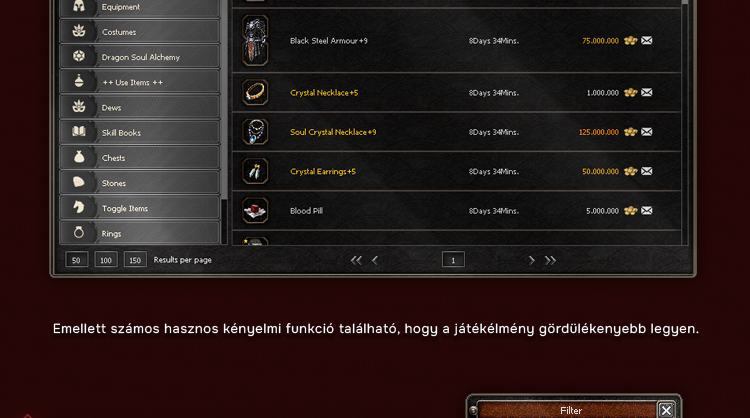 Equipment
Costumes
Dragon Soul Alchemy
++ Use Items ++
Dews
Skill Books
Chests
Stones
Toggle Items
Rings
Black Steel Armour+9 8Days 34Mins. 75.000.000
Crystal Necklace+5 8Days 34Mins. 1.000.000
Soul Crystal Necklace+9 8Days 34Mins. 125.000.000
Crystal Earrings+5 8Days 34Mins. 50.000.000
Blood Pill 8Days 34Mins. 5.000.000
50 100 150 Results per page << < 1 > >>
Emellett számos hasznos kényelmi funkció található, hogy a játékélmény gördülékenyebb legyen.
Filter